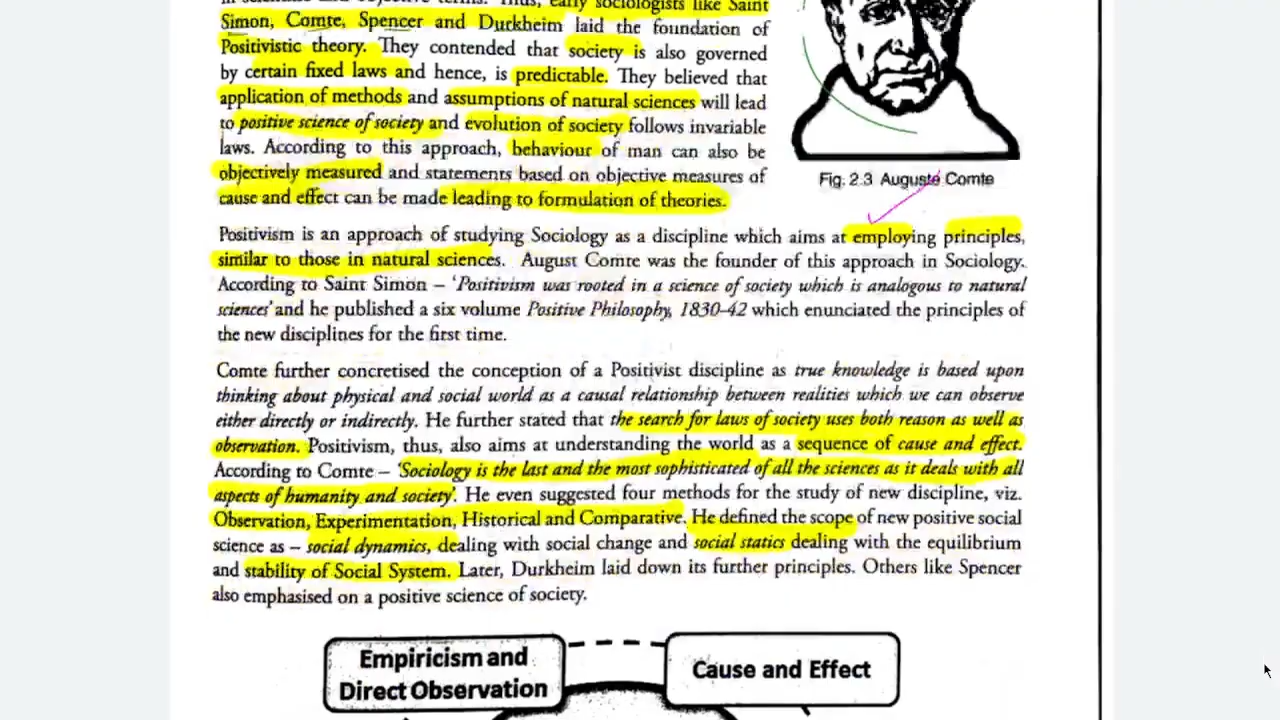 in scientific and objective terms. Thus, early sociologists like Saint
Simon, Comte, Spencer and Durkheim laid the foundation of
Positivistic theory. They contended that society is also governed
by certain fixed laws and hence, is predictable. They believed that
application of methods and assumptions of natural sciences will lead
to positive science of society and evolution of society follows invariable
laws. According to this approach, behaviour of man can also be
objectively measured and statements based on objective measures of
cause and effect can be made leading to formulation of theories.
Fig. 2.3 Auguste Comte
Positivism is an approach of studying Sociology as a discipline which aims at employing principles,
similar to those in natural sciences. August Comte was the founder of this approach in Sociology.
According to Saint Simon – 'Positivism was rooted in a science of society which is analogous to natural
sciences' and he published a six volume Positive Philosophy, 1830-42 which enunciated the principles of
the new disciplines for the first time.
Comte further concretised the conception of a Positivist discipline as true knowledge is based upon
thinking about physical and social world as a causal relationship between realities which we can observe
either directly or indirectly. He further stated that the search for laws of society uses both reason as well as
observation. Positivism, thus, also aims at understanding the world as a sequence of cause and effect.
According to Comte – 'Sociology is the last and the most sophisticated of all the sciences as it deals with all
aspects of humanity and society'. He even suggested four methods for the study of new discipline, viz.
Observation, Experimentation, Historical and Comparative. He defined the scope of new positive social
science as – social dynamics, dealing with social change and social statics dealing with the equilibrium
and stability of Social System. Later, Durkheim laid down its further principles. Others like Spencer
also emphasised on a positive science of society.
Empiricism and
Direct Observation
Cause and Effect